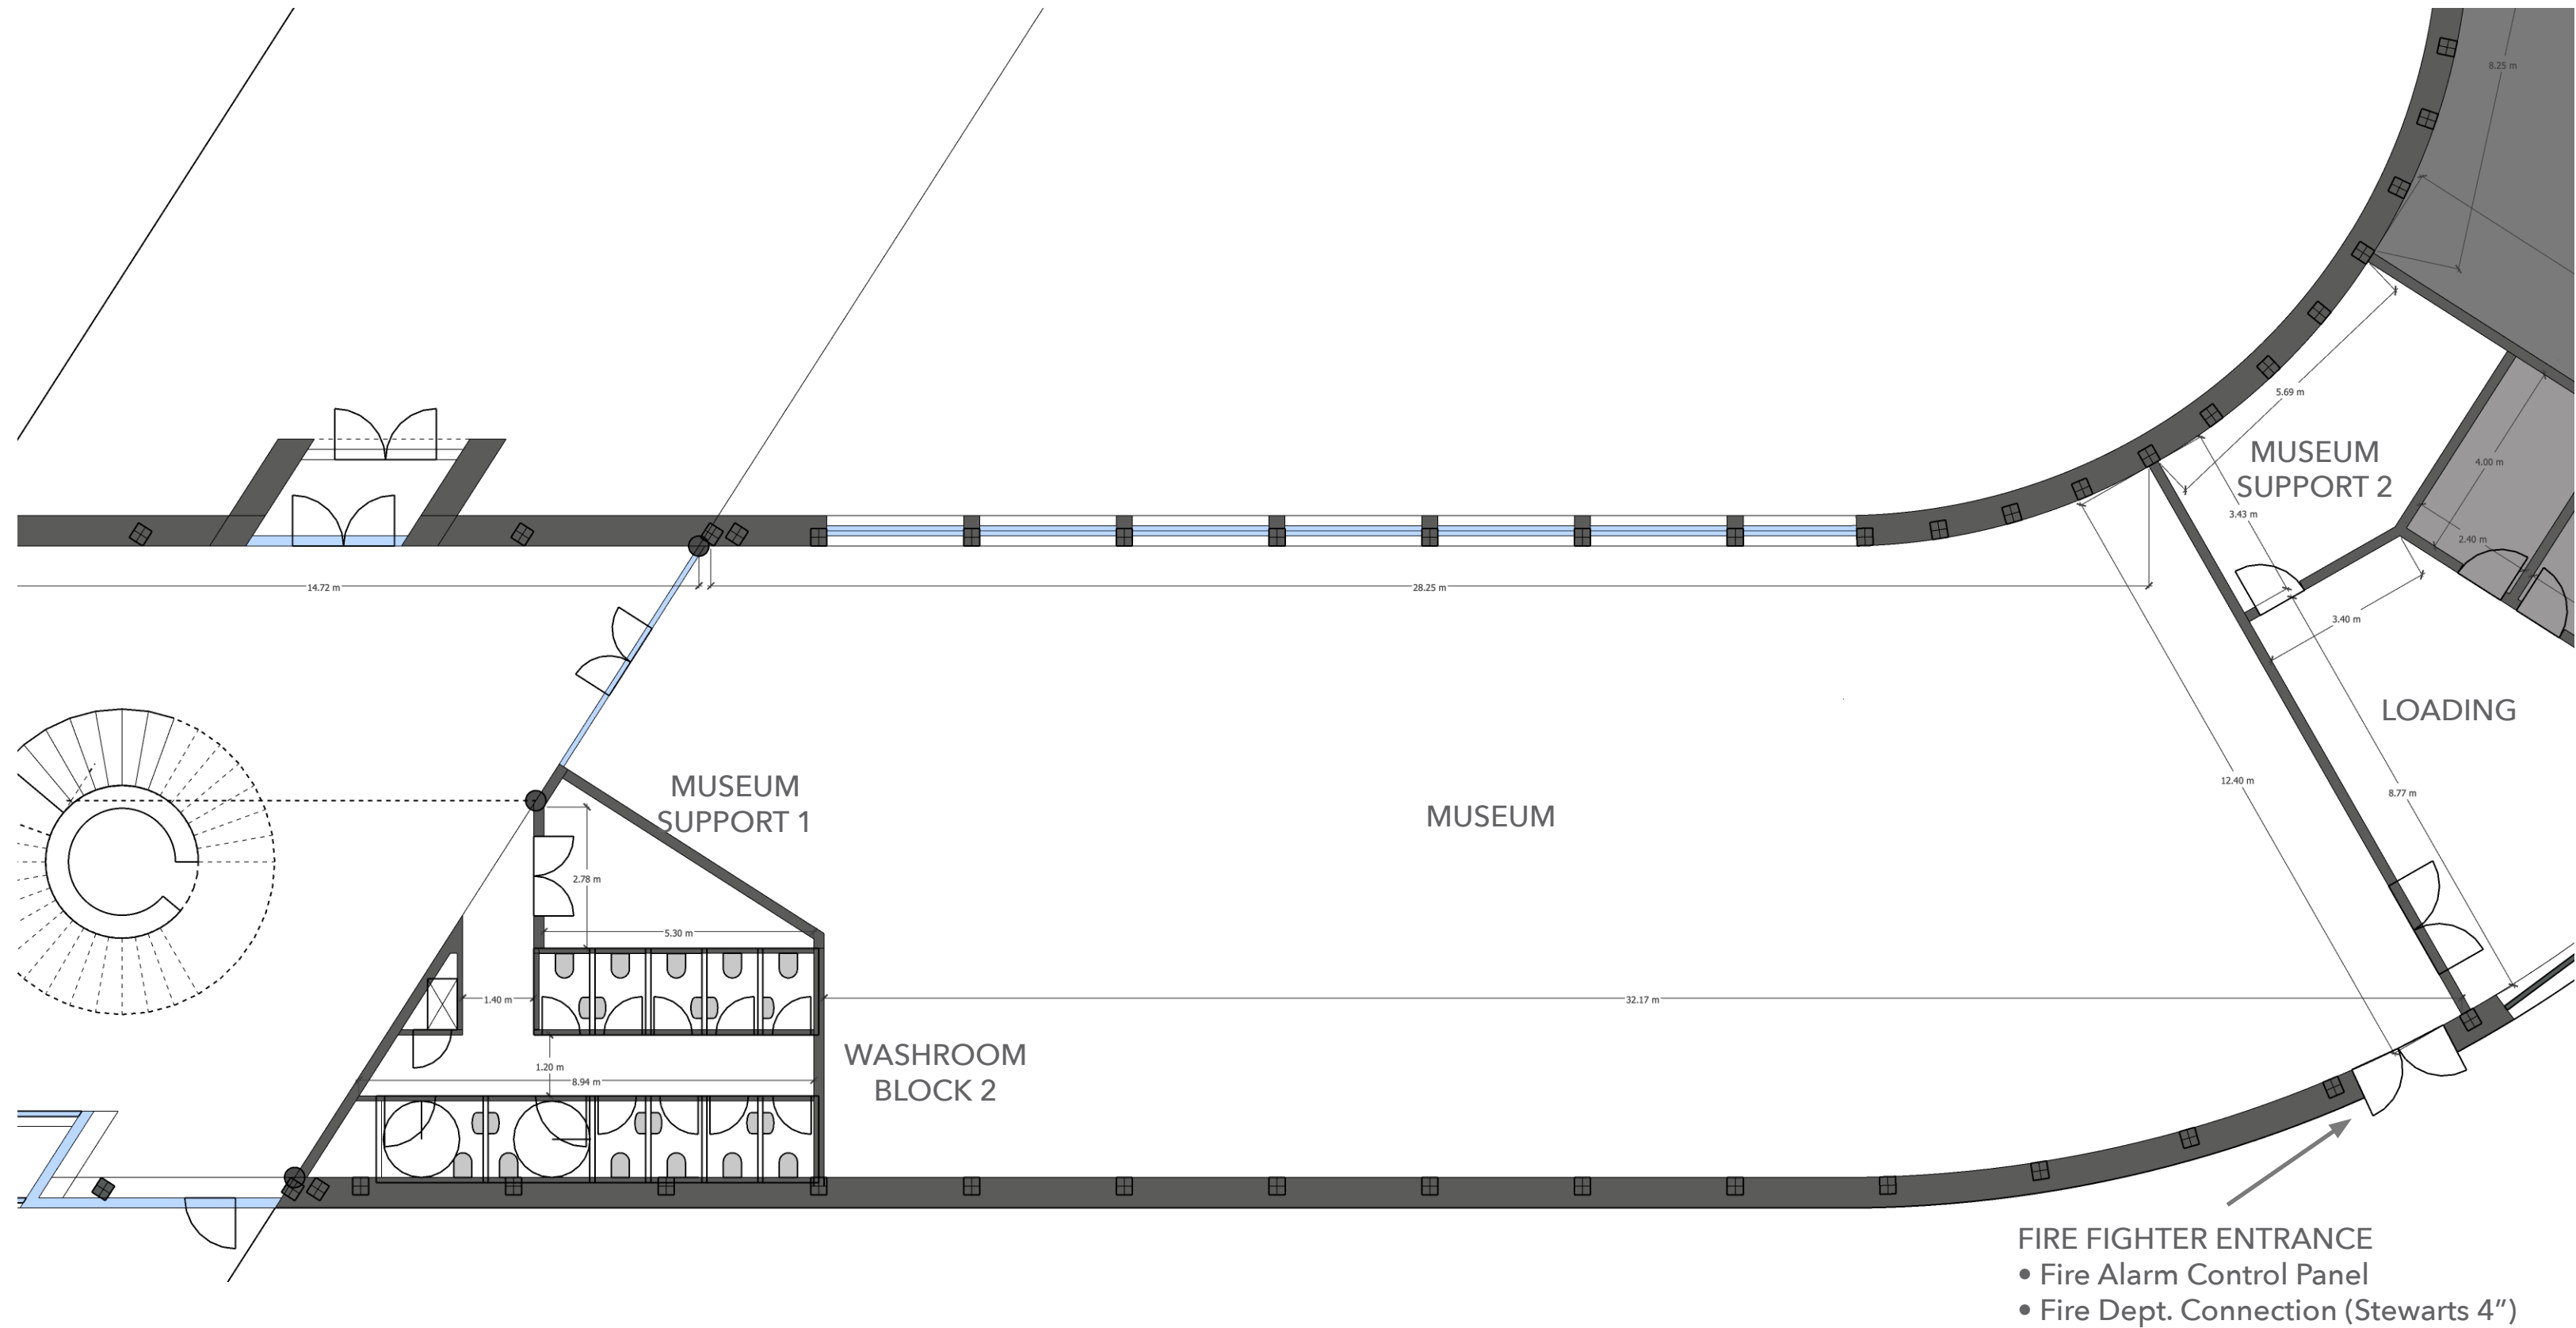 8.25 m
5.69 m
MUSEUM
SUPPORT 2
4.00 m
3.43 m
2.40 m
14.72 m
28.25 m
3.40 m
LOADING
MUSEUM
SUPPORT 1
MUSEUM
12.40 m
8.77 m
2.78 m
5.30 m
1.40 m
32.17 m
WASHROOM
BLOCK 2
1.20 m
8.94 m
FIRE FIGHTER ENTRANCE
• Fire Alarm Control Panel
• Fire Dept. Connection (Stewarts 4”)